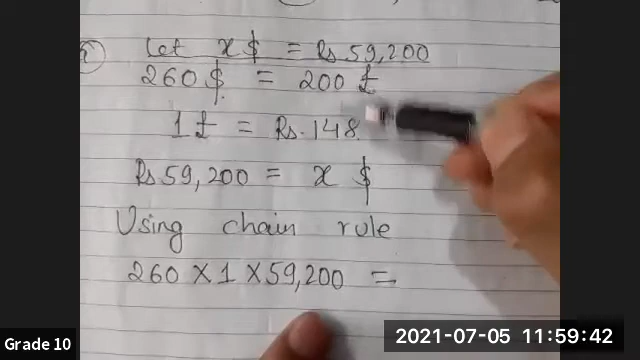 Let x $ = Rs 59,200
260 $ = 200 £
1 £ = Rs. 148
Rs 59,200 = x $
Using chain rule
260 × 1 × 59,200 =
Grade 10
2021-07-05 11:59:42